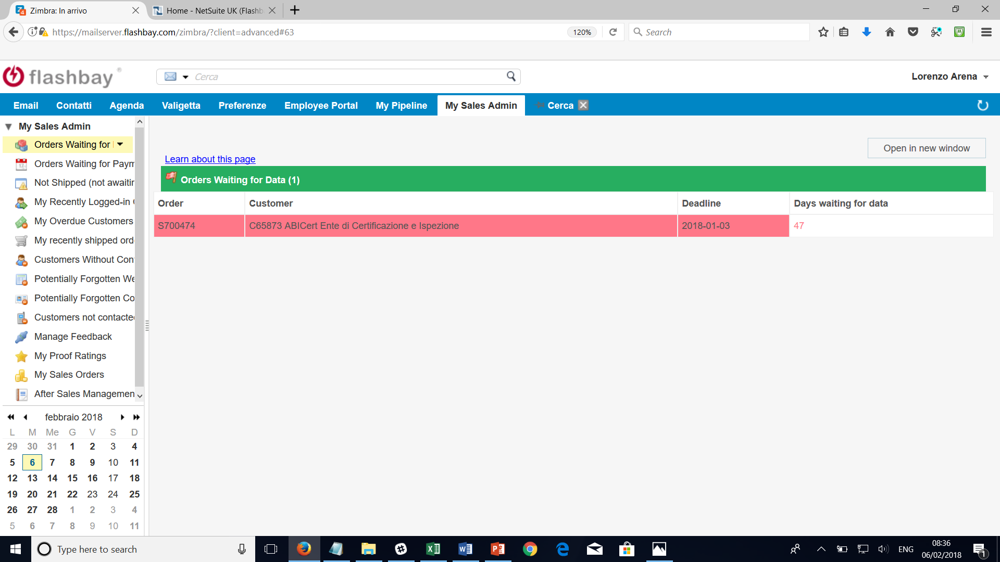 Zimbra: In arrivo
Home - NetSuite UK (Flashb
https://mailserver.flashbay.com/zimbra/?client=advanced#63
120%
Search
flashbay®
Cerca
Lorenzo Arena
Email Contatti Agenda Valigetta Preferenze Employee Portal My Pipeline My Sales Admin Cerca
My Sales Admin
Orders Waiting for
Orders Waiting for Paym
Not Shipped (not awaitin
My Recently Logged-in
My Overdue Customers
My recently shipped ord
Customers Without Con
Potentially Forgotten We
Potentially Forgotten Co
Customers not contacte
Manage Feedback
My Proof Ratings
My Sales Orders
After Sales Managemen
febbraio 2018
L M Me G V S D
29 30 31 1 2 3 4
5 6 7 8 9 10 11
12 13 14 15 16 17 18
19 20 21 22 23 24 25
26 27 28 1 2 3 4
5 6 7 8 9 10 11
Open in new window
Learn about this page
Orders Waiting for Data (1)
Order Customer Deadline Days waiting for data
S700474 C65873 ABICert Ente di Certificazione e Ispezione 2018-01-03 47
Type here to search
ENG
08:36
06/02/2018
1